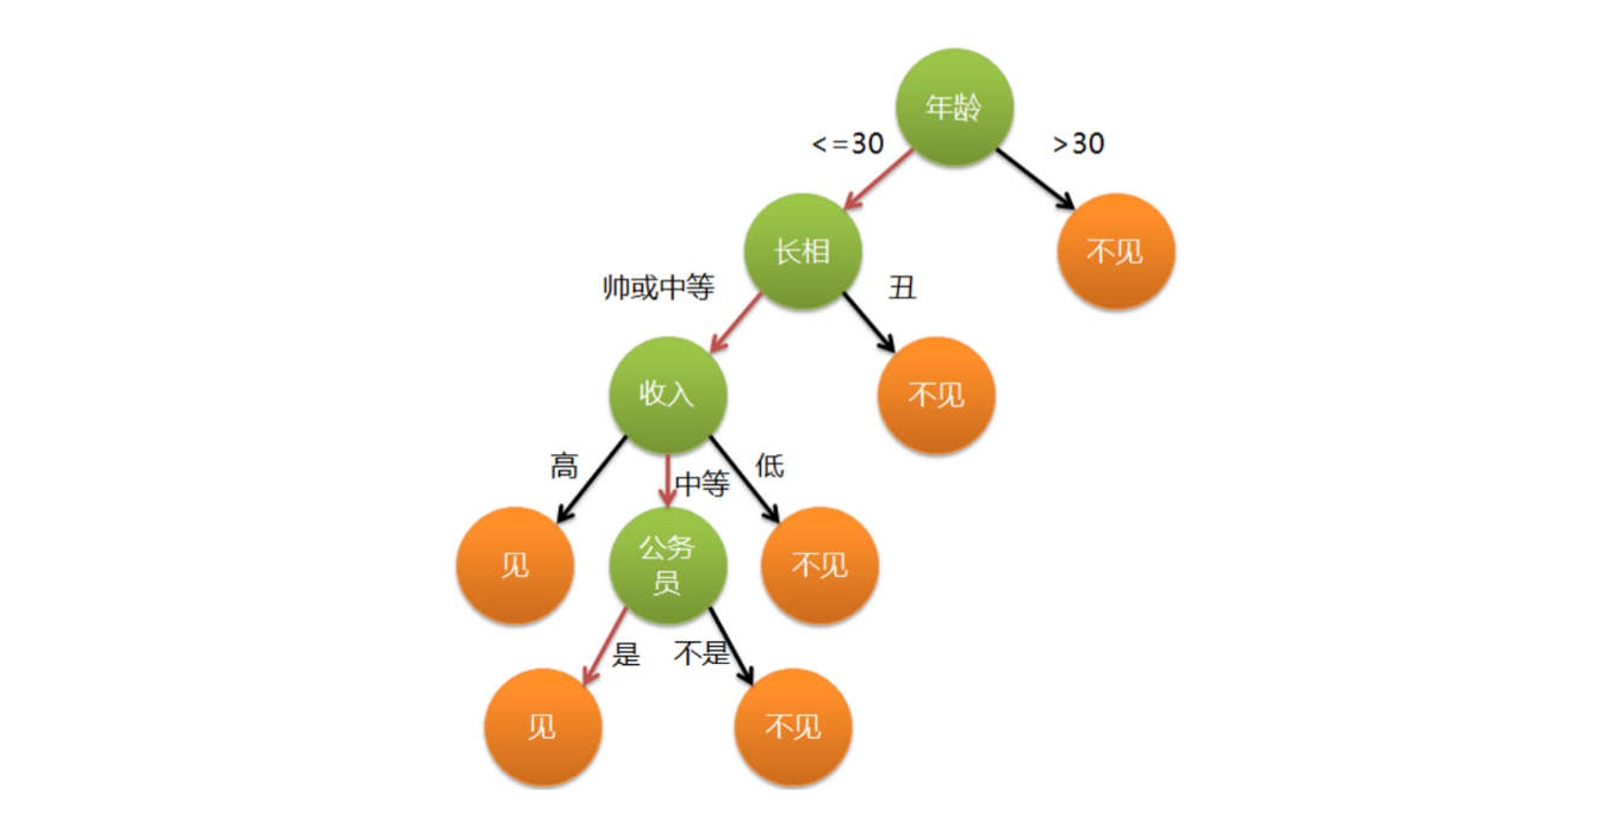 年龄
<=30
>30
长相
不见
帅或中等
丑
收入
不见
高
中等
低
见
公务
员
不见
是
不是
见
不见